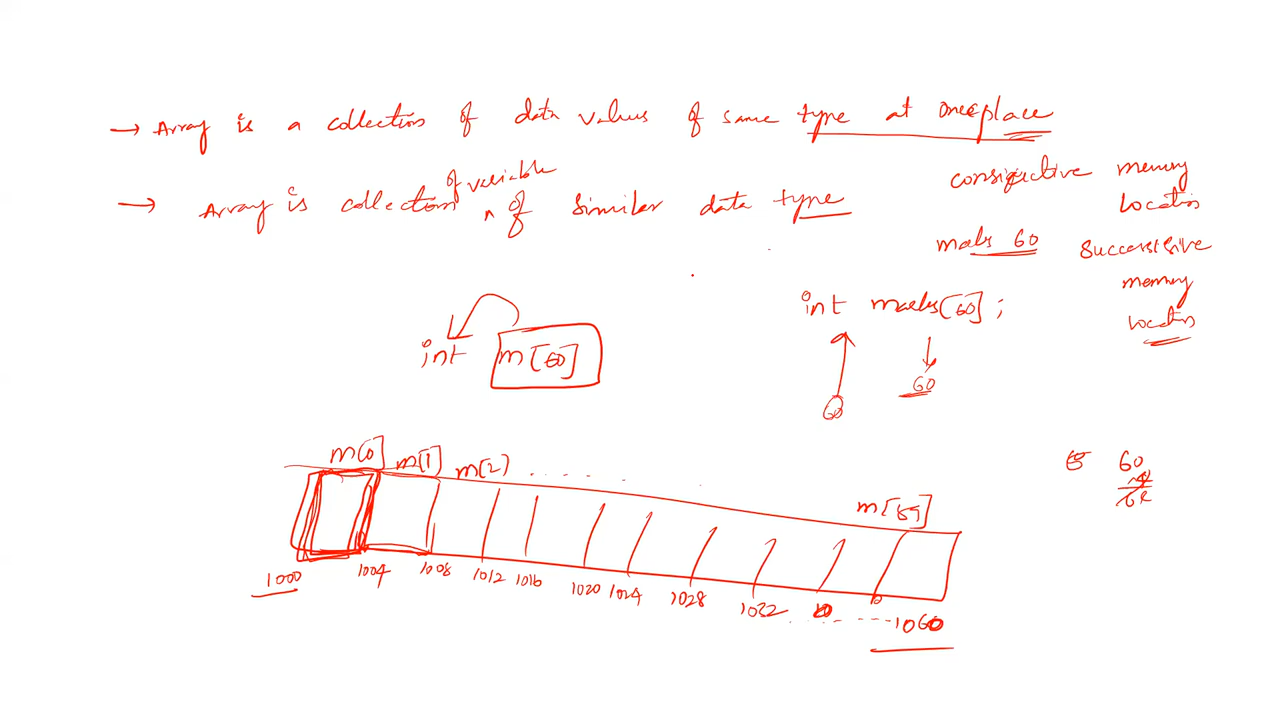 → Array is a collection of data values of same type at one place
→ Array is collection of variable of similar data type
consiqutive memory
location
marks 60 successive
memory
location
int marks[60];
60
60
int m[60]
m[0] m[1] m[2] ........ m[59]
60
1000 1004 1008 1012 1016 1020 1024 1028 1022 ..... 1060